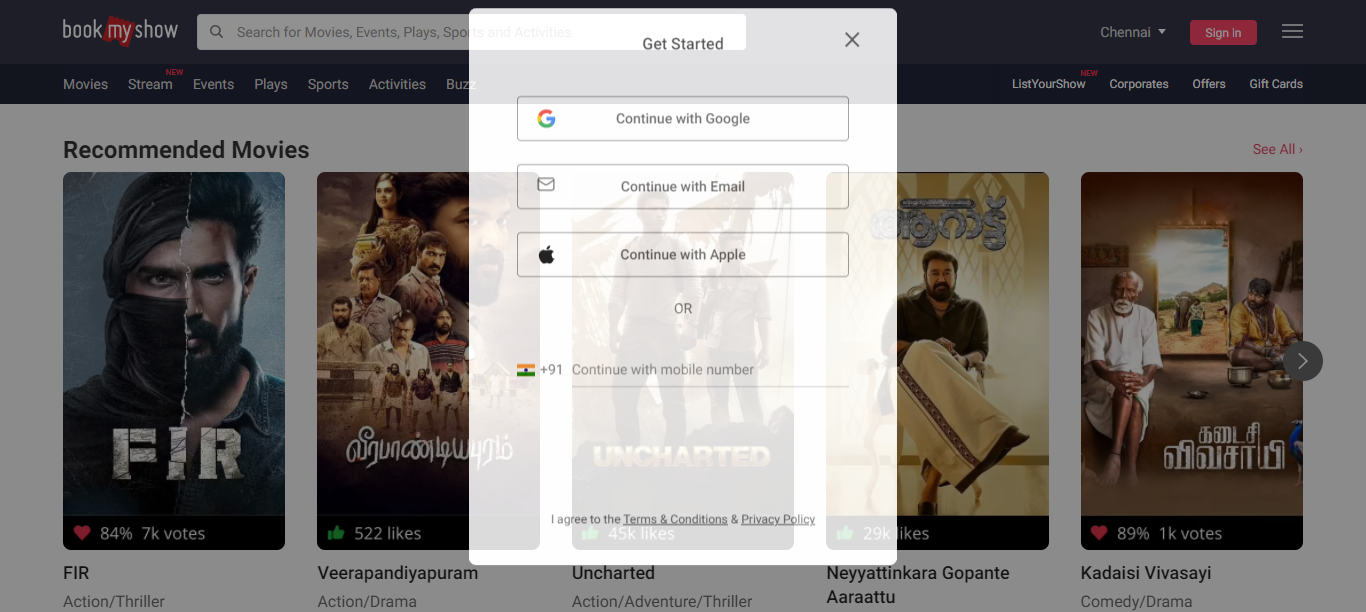 book my show
Search for Movies, Events, Plays, Sports and Activities
Chennai
Sign in
Movies
Stream
NEW
Events
Plays
Sports
Activities
Buzz
ListYourShow
NEW
Corporates
Offers
Gift Cards
Get Started
Continue with Google
Continue with Email
Continue with Apple
OR
+91 Continue with mobile number
I agree to the Terms & Conditions & Privacy Policy
Recommended Movies
See All ›
FIR
84% 7k votes
FIR
Action/Thriller
வீரபாண்டியபுரம்
522 likes
Veerapandiyapuram
Action/Drama
UNCHARTED
45k likes
Uncharted
Action/Adventure/Thriller
ആറാട്ട്
29k likes
Neyyattinkara Gopante
Aaraattu
கடைசி
விவசாயி
89% 1k votes
Kadaisi Vivasayi
Comedy/Drama